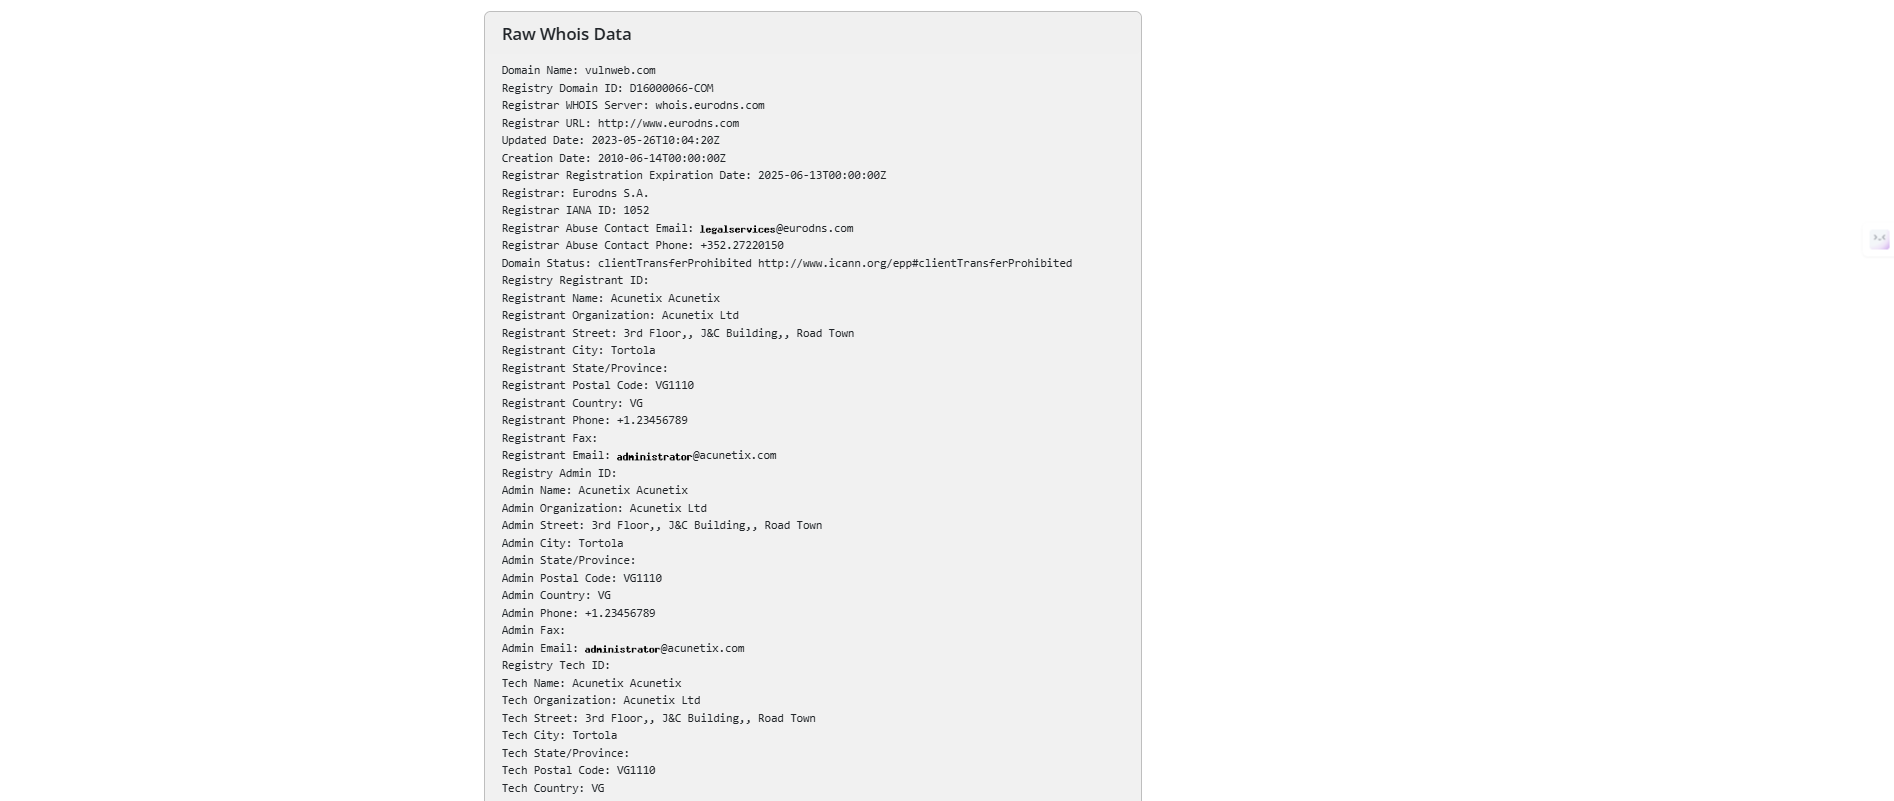 Raw Whois Data
Domain Name: vulnweb.com
Registry Domain ID: D16000066-COM
Registrar WHOIS Server: whois.eurodns.com
Registrar URL: http://www.eurodns.com
Updated Date: 2023-05-26T10:04:20Z
Creation Date: 2010-06-14T00:00:00Z
Registrar Registration Expiration Date: 2025-06-13T00:00:00Z
Registrar: Eurodns S.A.
Registrar IANA ID: 1052
Registrar Abuse Contact Email: legalservices@eurodns.com
Registrar Abuse Contact Phone: +352.27220150
Domain Status: clientTransferProhibited http://www.icann.org/epp#clientTransferProhibited
Registry Registrant ID:
Registrant Name: Acunetix Acunetix
Registrant Organization: Acunetix Ltd
Registrant Street: 3rd Floor,, J&C Building,, Road Town
Registrant City: Tortola
Registrant State/Province:
Registrant Postal Code: VG1110
Registrant Country: VG
Registrant Phone: +1.23456789
Registrant Fax:
Registrant Email: administrator@acunetix.com
Registry Admin ID:
Admin Name: Acunetix Acunetix
Admin Organization: Acunetix Ltd
Admin Street: 3rd Floor,, J&C Building,, Road Town
Admin City: Tortola
Admin State/Province:
Admin Postal Code: VG1110
Admin Country: VG
Admin Phone: +1.23456789
Admin Fax:
Admin Email: administrator@acunetix.com
Registry Tech ID:
Tech Name: Acunetix Acunetix
Tech Organization: Acunetix Ltd
Tech Street: 3rd Floor,, J&C Building,, Road Town
Tech City: Tortola
Tech State/Province:
Tech Postal Code: VG1110
Tech Country: VG